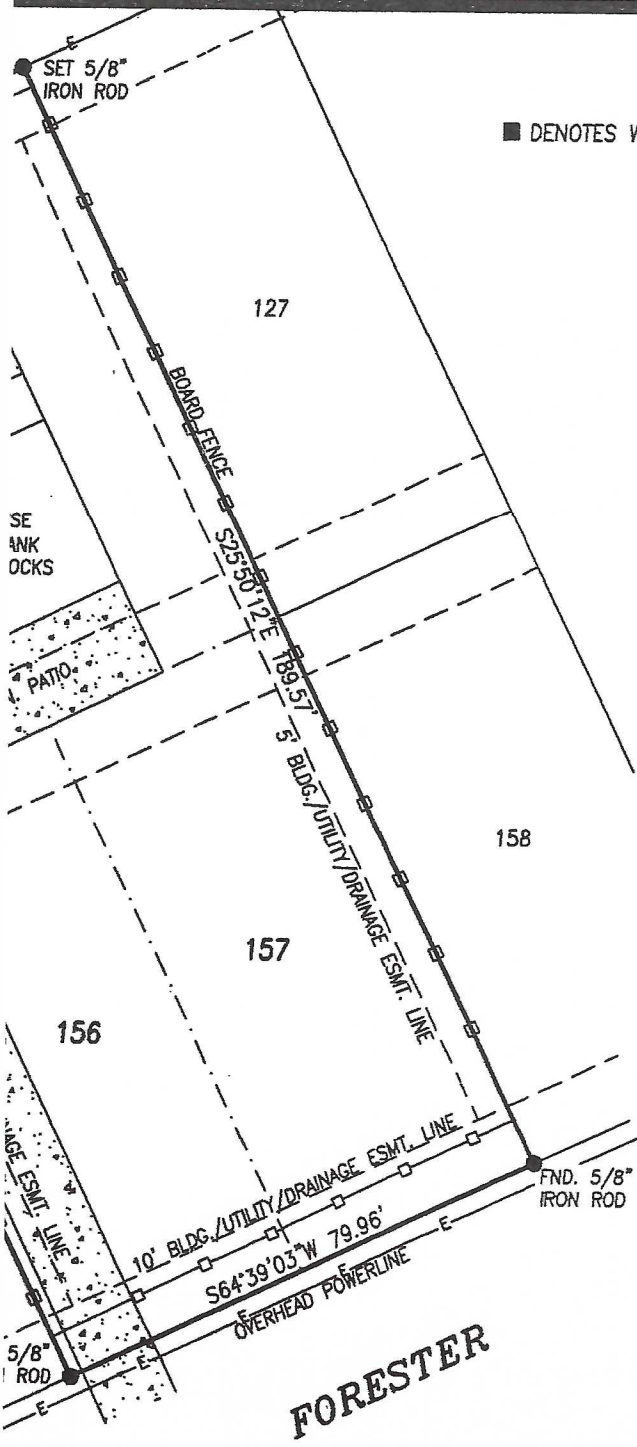 E
SET 5/8"
IRON ROD
■ DENOTES
127
BOARD FENCE
SE
ANK
OCKS
S25°50'12"E 189.57'
PATIO
5' BLDG./UTILITY/DRAINAGE ESMT. LINE
158
157
156
NAGE ESMT. LINE
10' BLDG./UTILITY/DRAINAGE ESMT. LINE
FND. 5/8"
IRON ROD
S64°39'03"W 79.96'
E
E
E
OVERHEAD POWERLINE
5/8"
ROD
E
E
FORESTER